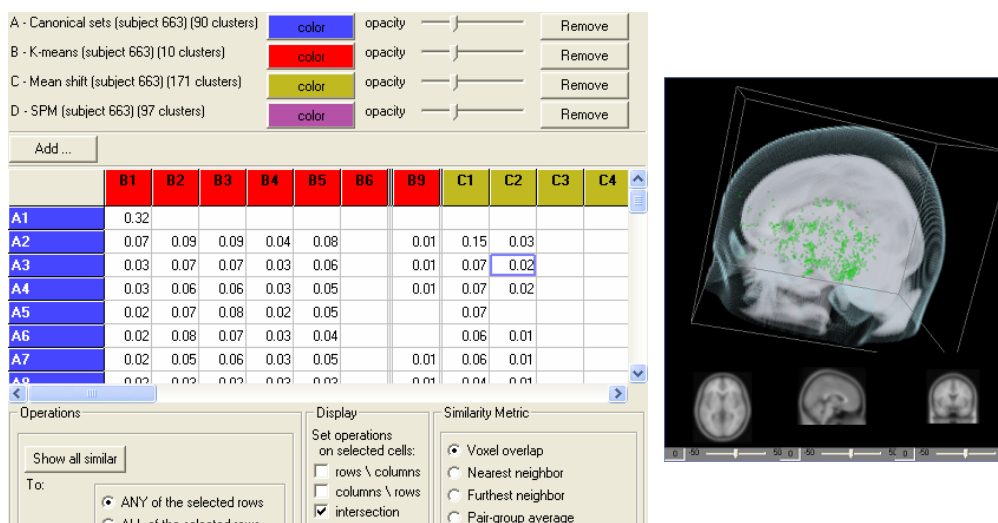 A - Canonical sets (subject 663) (90 clusters) color opacity Remove
B - K-means (subject 663) (10 clusters) color opacity Remove
C - Mean shift (subject 663) (171 clusters) color opacity Remove
D - SPM (subject 663) (97 clusters) color opacity Remove
Add ...
B1 B2 B3 B4 B5 B6 B9 C1 C2 C3 C4
A1 0.32
A2 0.07 0.09 0.09 0.04 0.08 0.01 0.15 0.03
A3 0.03 0.07 0.07 0.03 0.06 0.01 0.07 0.02
A4 0.03 0.06 0.06 0.03 0.05 0.01 0.07 0.02
A5 0.02 0.07 0.08 0.02 0.05 0.07
A6 0.02 0.08 0.07 0.03 0.04 0.06 0.01
A7 0.02 0.05 0.06 0.03 0.05 0.01 0.06 0.01
Operations
Show all similar
To:
ANY of the selected rows
ALL of the selected rows
Display
Set operations
on selected cells:
rows \ columns
columns \ rows
intersection
Similarity Metric
Voxel overlap
Nearest neighbor
Furthest neighbor
Pair-group average
0 -50 50 0 -50 50 0 -50